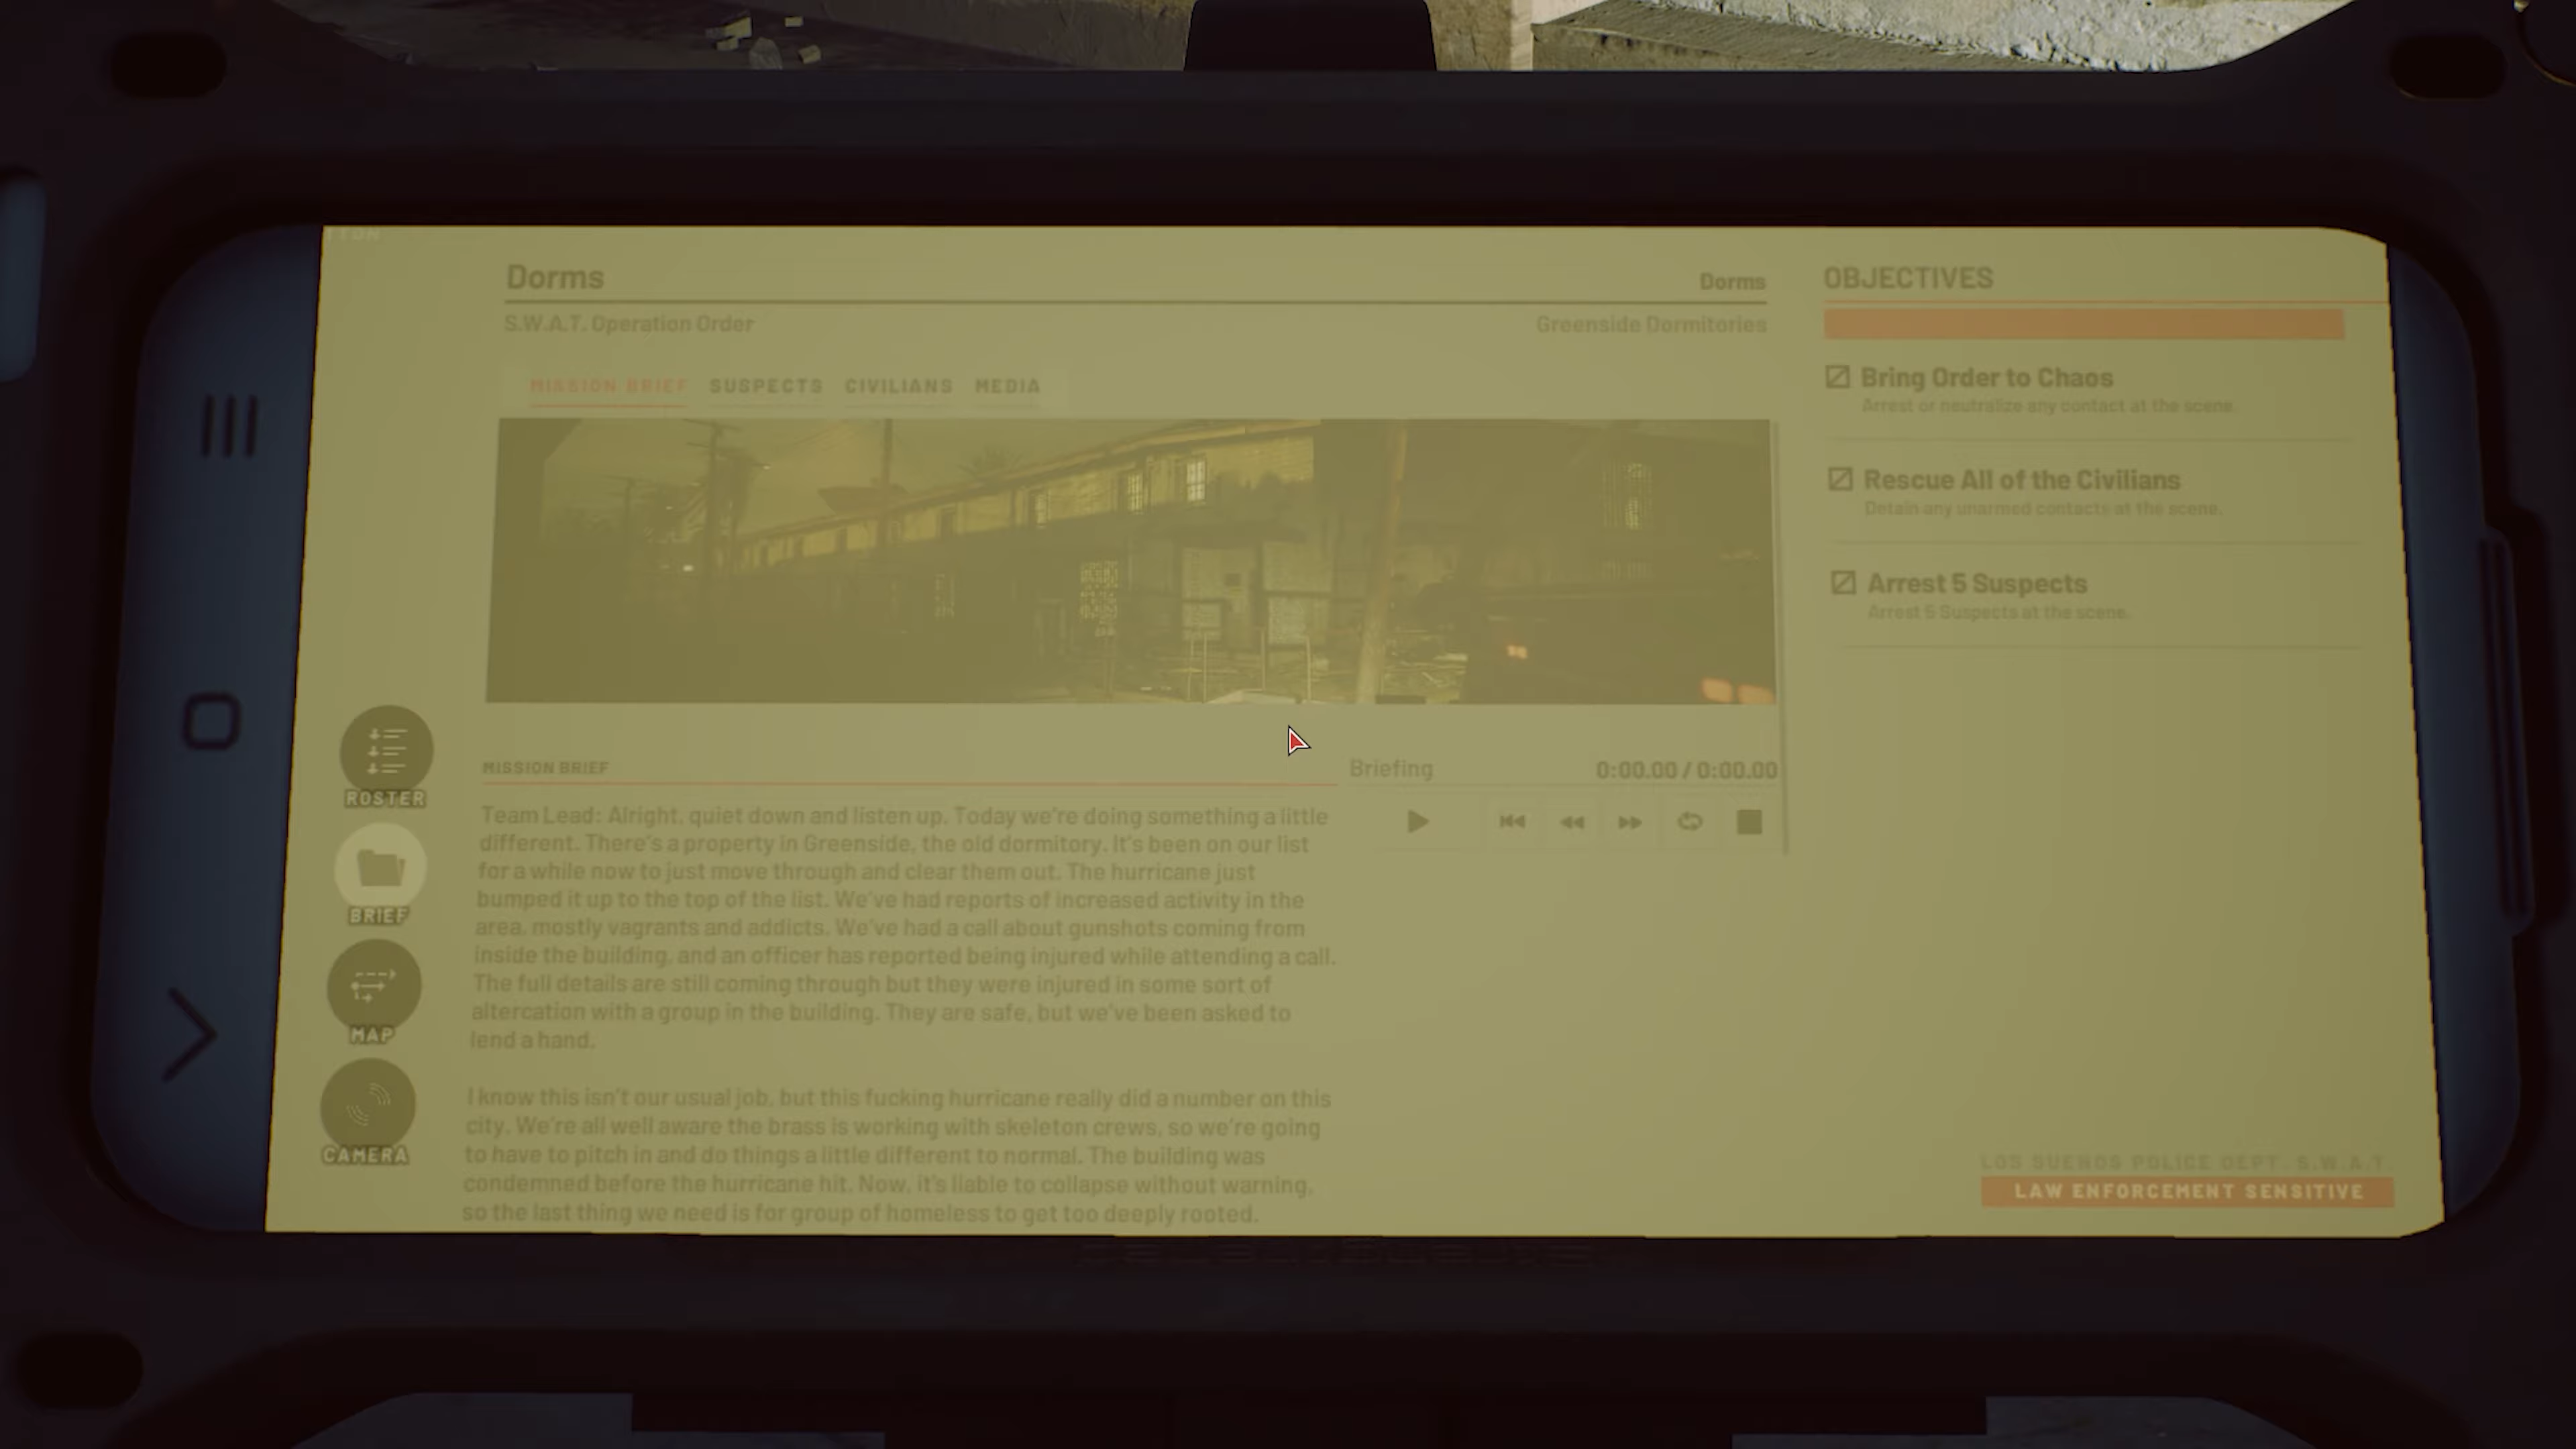 Dorms
Dorms
S.W.A.T. Operation Order
Greenside Dormitories
MISSION BRIEF
SUSPECTS
CIVILIANS
MEDIA
OBJECTIVES
Bring Order to Chaos
Arrest or neutralize any contact at the scene.
Rescue All of the Civilians
Detain any unarmed contacts at the scene.
Arrest 5 Suspects
Arrest 5 Suspects at the scene.
ROSTER
BRIEF
MAP
CAMERA
MISSION BRIEF
Team Lead: Alright, quiet down and listen up. Today we're doing something a little
different. There's a property in Greenside, the old dormitory. It's been on our list
for a while now to just move through and clear them out. The hurricane just
bumped it up to the top of the list. We've had reports of increased activity in the
area, mostly vagrants and addicts. We've had a call about gunshots coming from
inside the building, and an officer has reported being injured while attending a call.
The full details are still coming through but they were injured in some sort of
altercation with a group in the building. They are safe, but we've been asked to
lend a hand.
I know this isn't our usual job, but this fucking hurricane really did a number on this
city. We're all well aware the brass is working with skeleton crews, so we're going
to have to pitch in and do things a little different to normal. The building was
condemned before the hurricane hit. Now, it's liable to collapse without warning,
so the last thing we need is for group of homeless to get too deeply rooted.
Briefing
0:00.00 / 0:00.00
LOS SUENOS POLICE DEPT. S.W.A.T.
LAW ENFORCEMENT SENSITIVE